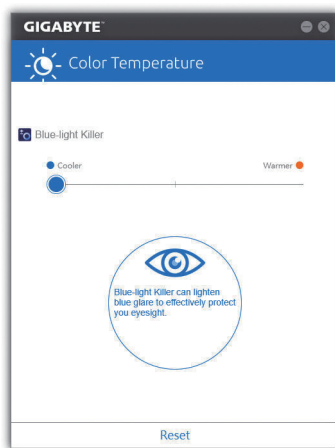 GIGABYTE™
Color Temperature
Blue-light Killer
Cooler
Warmer
Blue-light Killer can lighten
blue glare to effectively protect
you eyesight.
Reset